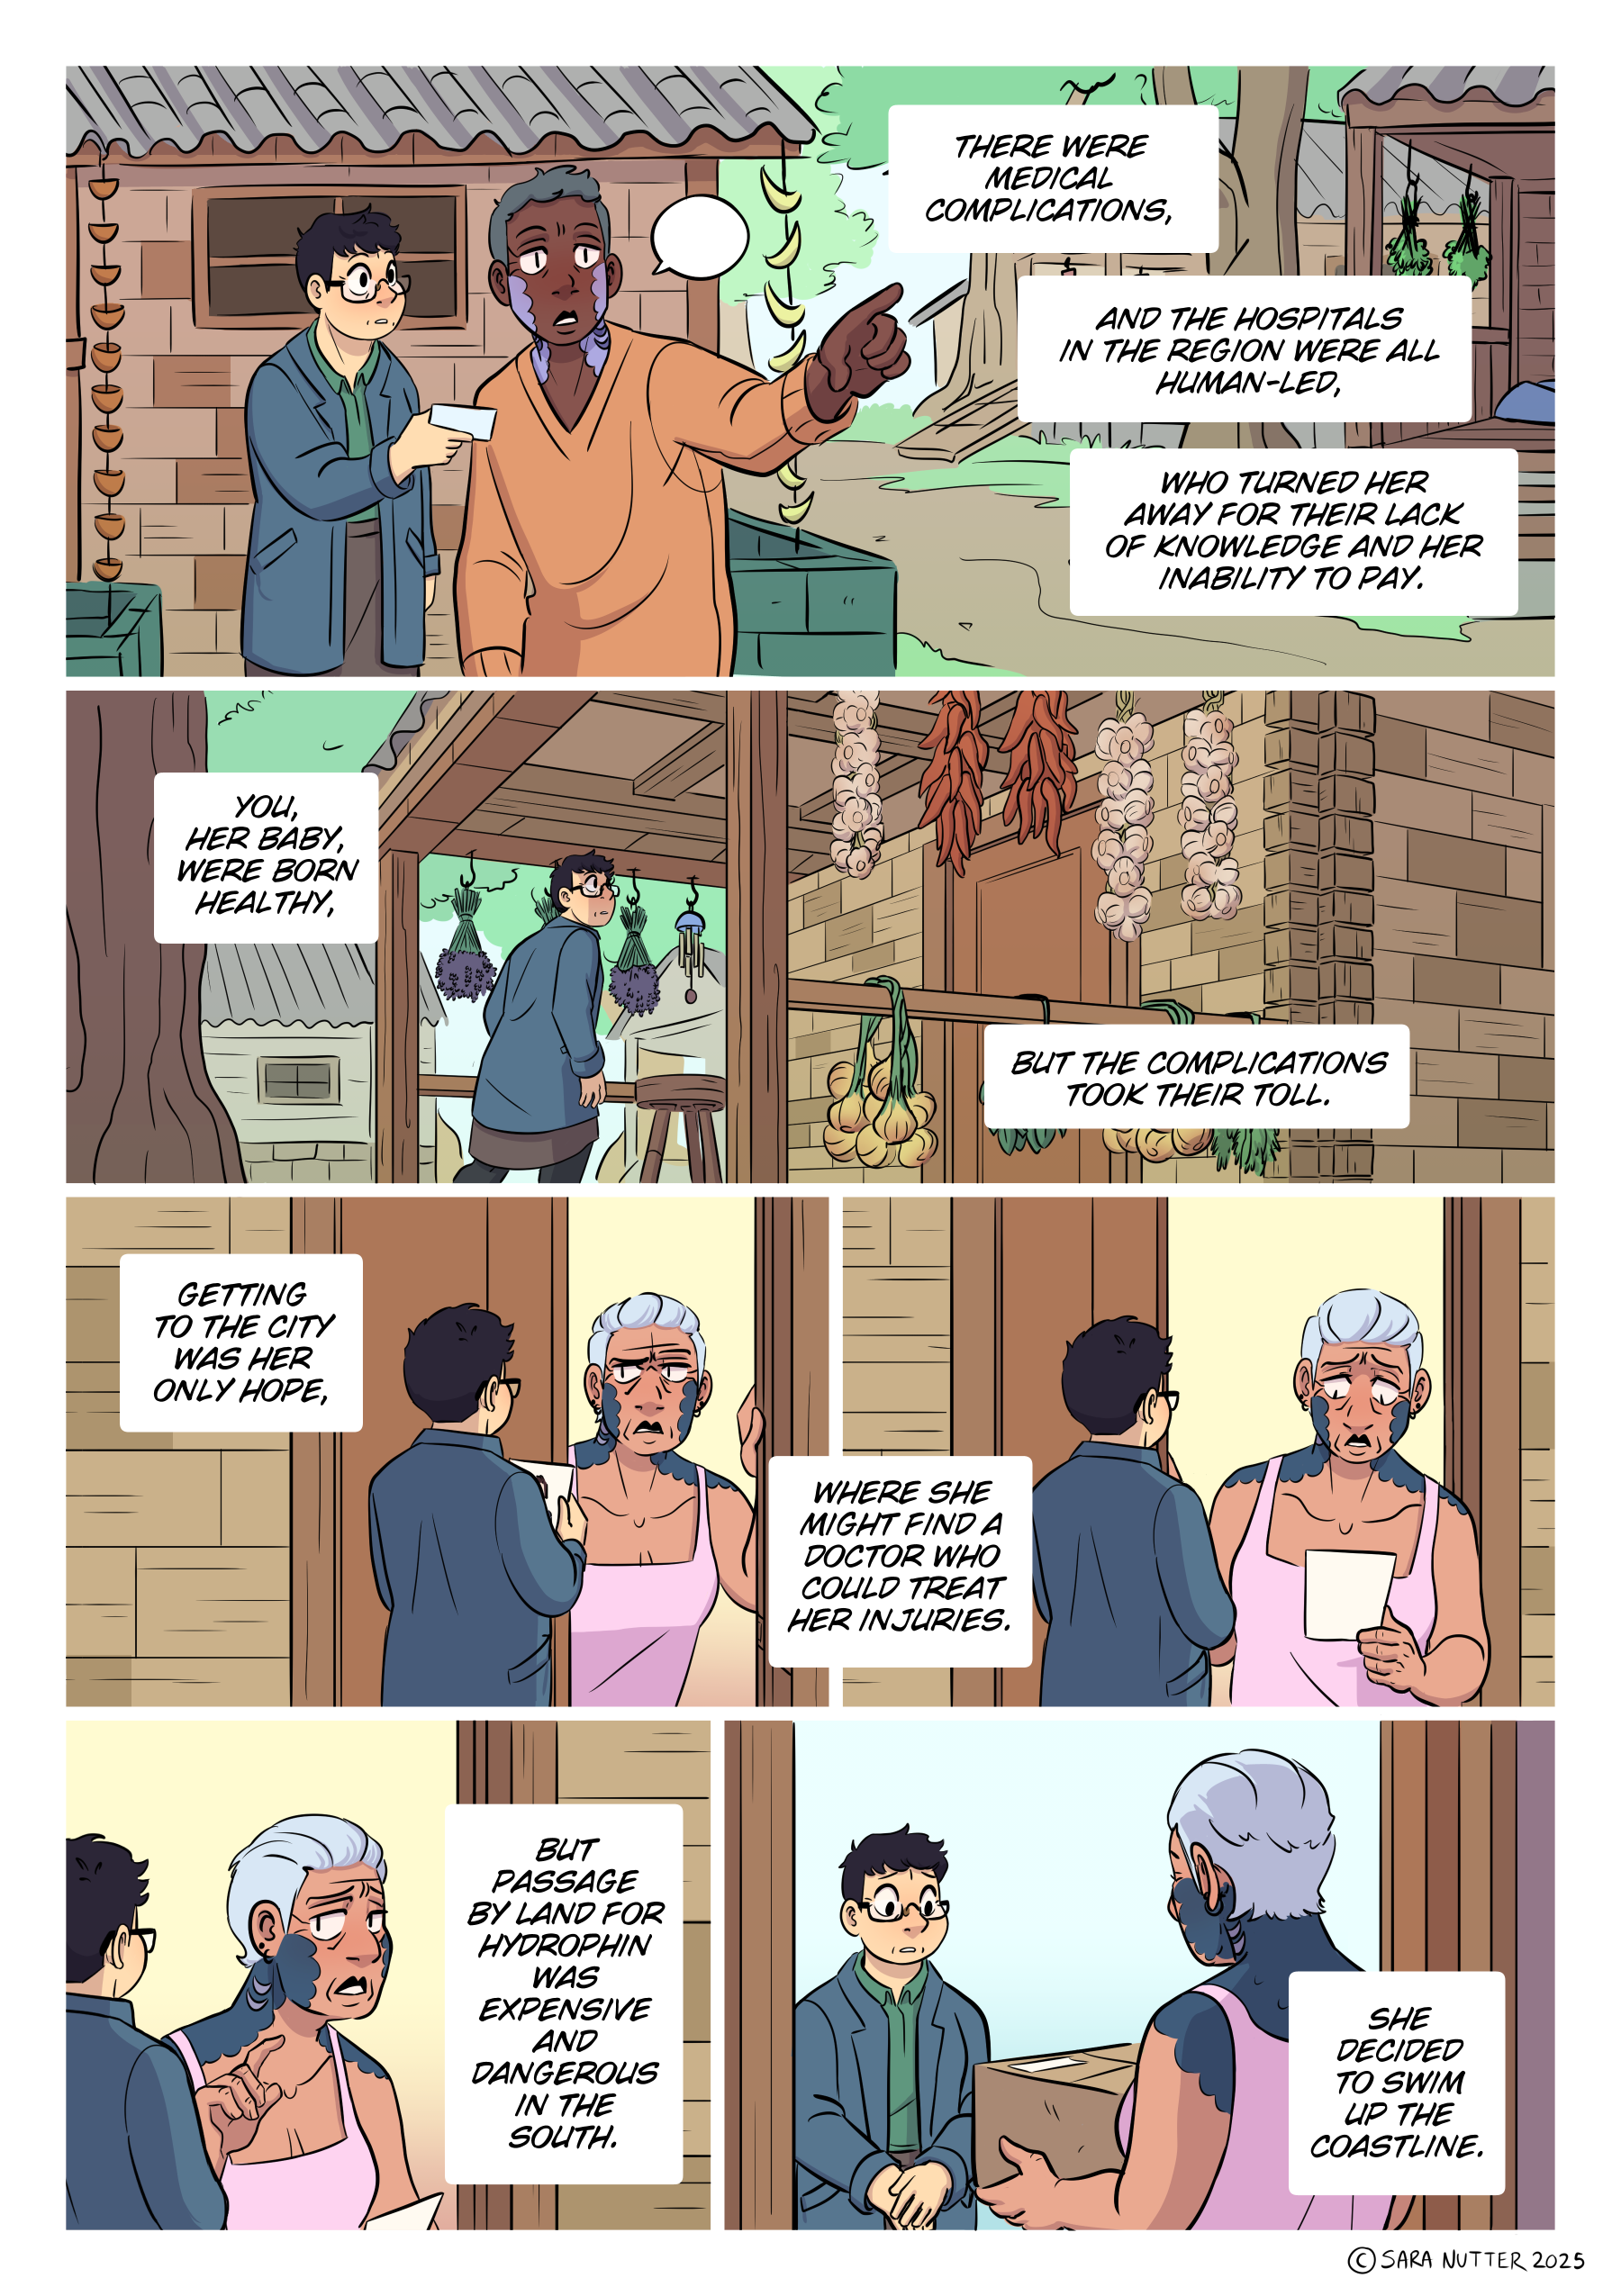 THERE WERE
MEDICAL
COMPLICATIONS,
AND THE HOSPITALS
IN THE REGION WERE ALL
HUMAN-LED,
WHO TURNED HER
AWAY FOR THEIR LACK
OF KNOWLEDGE AND HER
INABILITY TO PAY.
YOU,
HER BABY,
WERE BORN
HEALTHY,
BUT THE COMPLICATIONS
TOOK THEIR TOLL.
GETTING
TO THE CITY
WAS HER
ONLY HOPE,
WHERE SHE
MIGHT FIND A
DOCTOR WHO
COULD TREAT
HER INJURIES.
BUT
PASSAGE
BY LAND FOR
HYDROPHIN
WAS
EXPENSIVE
AND
DANGEROUS
IN THE
SOUTH.
SHE
DECIDED
TO SWIM
UP THE
COASTLINE.
© SARA NUTTER 2025